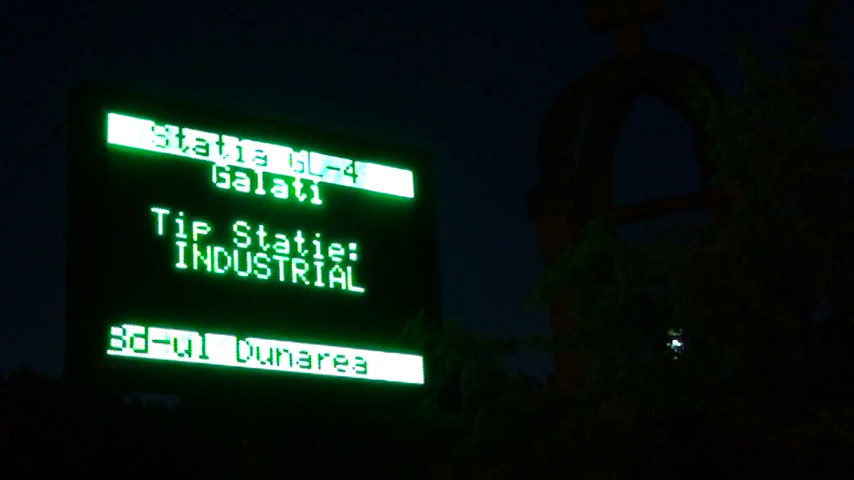 Statia GL-4
Galati
Tip Statie:
INDUSTRIAL
Bd-ul Dunarea